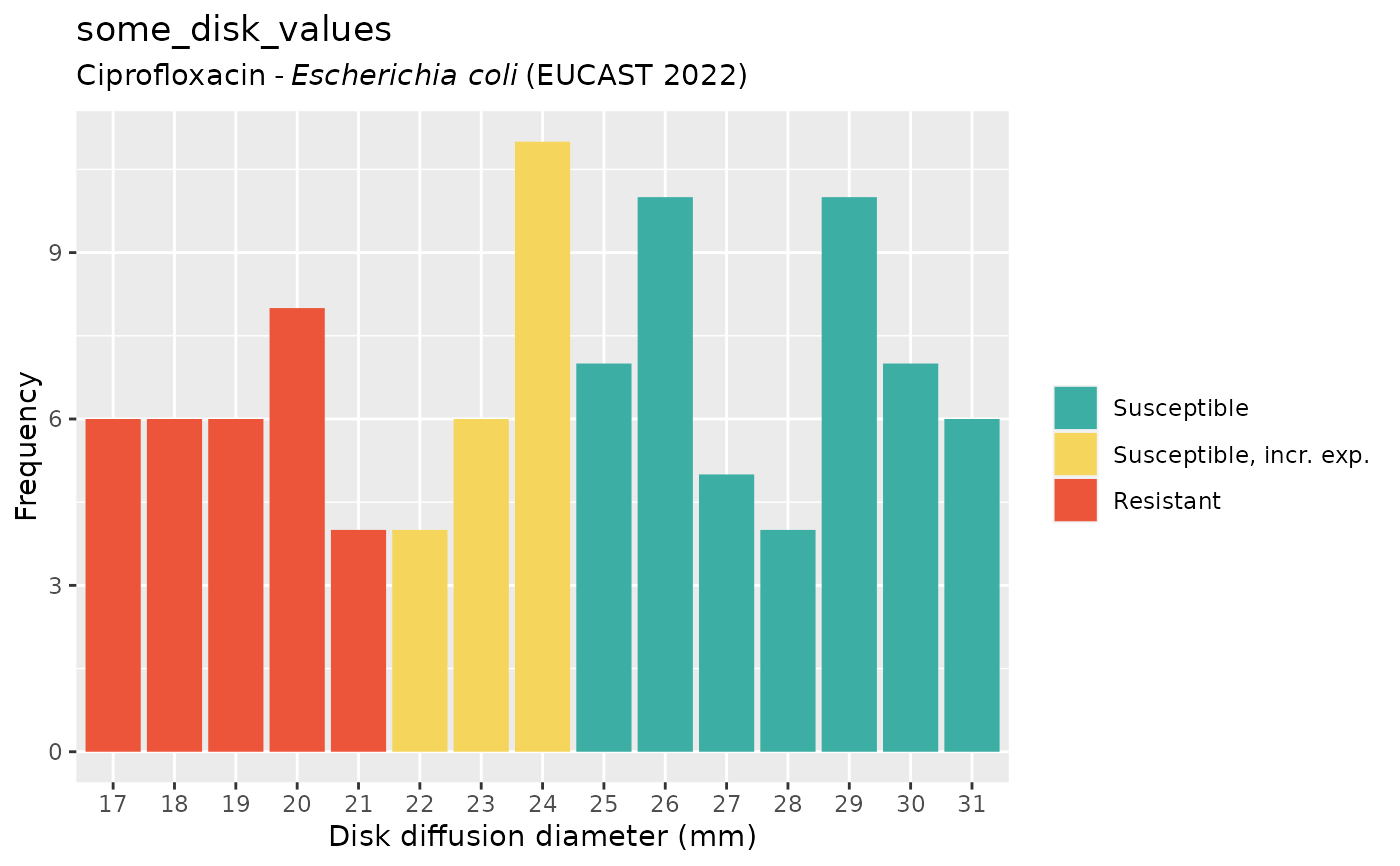 some_disk_values
Ciprofloxacin - Escherichia coli (EUCAST 2022)
Frequency
9
6
3
0
17 18 19 20 21 22 23 24 25 26 27 28 29 30 31
Disk diffusion diameter (mm)
Susceptible
Susceptible, incr. exp.
Resistant